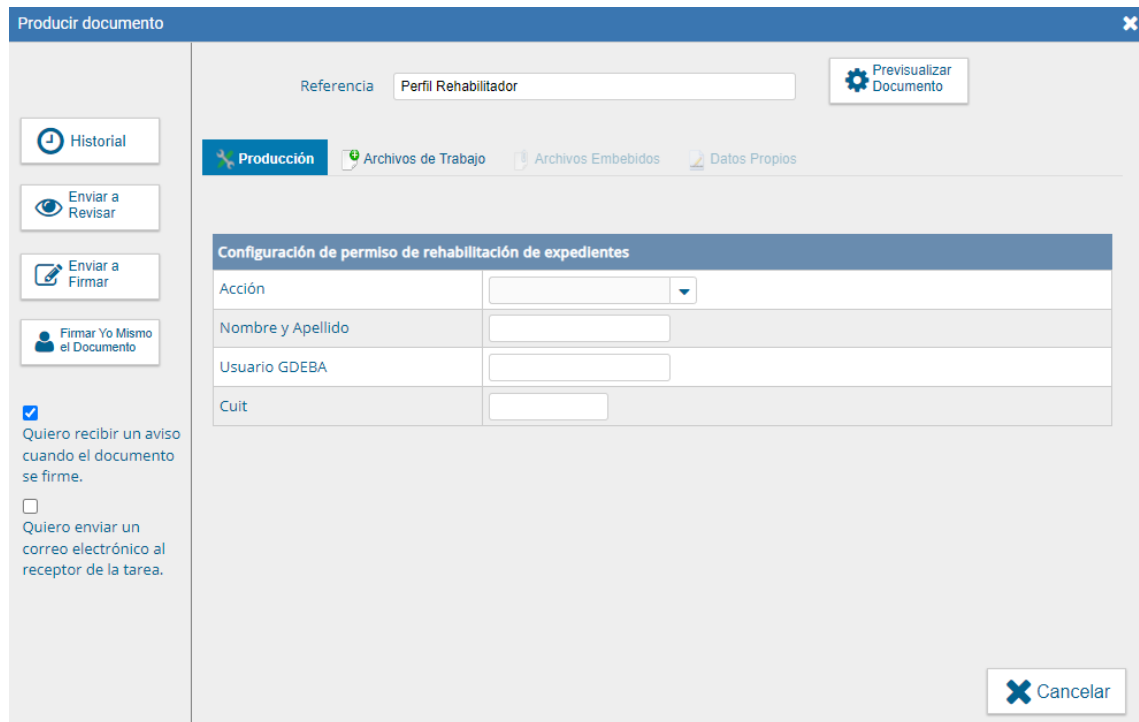 Producir documento
Referencia
Perfil Rehabilitador
Previsualizar
Documento
Historial
Enviar a
Revisar
Enviar a
Firmar
Firmar Yo Mismo
el Documento
Quiero recibir un aviso
cuando el documento
se firme.
Quiero enviar un
correo electrónico al
receptor de la tarea.
Producción
Archivos de Trabajo
Archivos Embebidos
Datos Propios
Configuración de permiso de rehabilitación de expedientes
Acción
Nombre y Apellido
Usuario GDEBA
Cuit
Cancelar